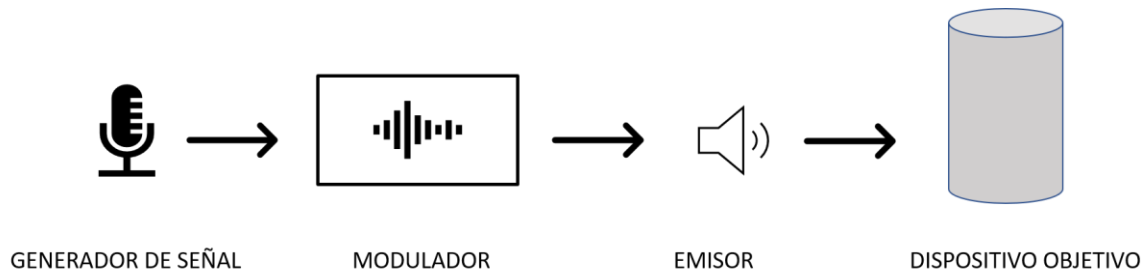 GENERADOR DE SEÑAL
MODULADOR
EMISOR
DISPOSITIVO OBJETIVO